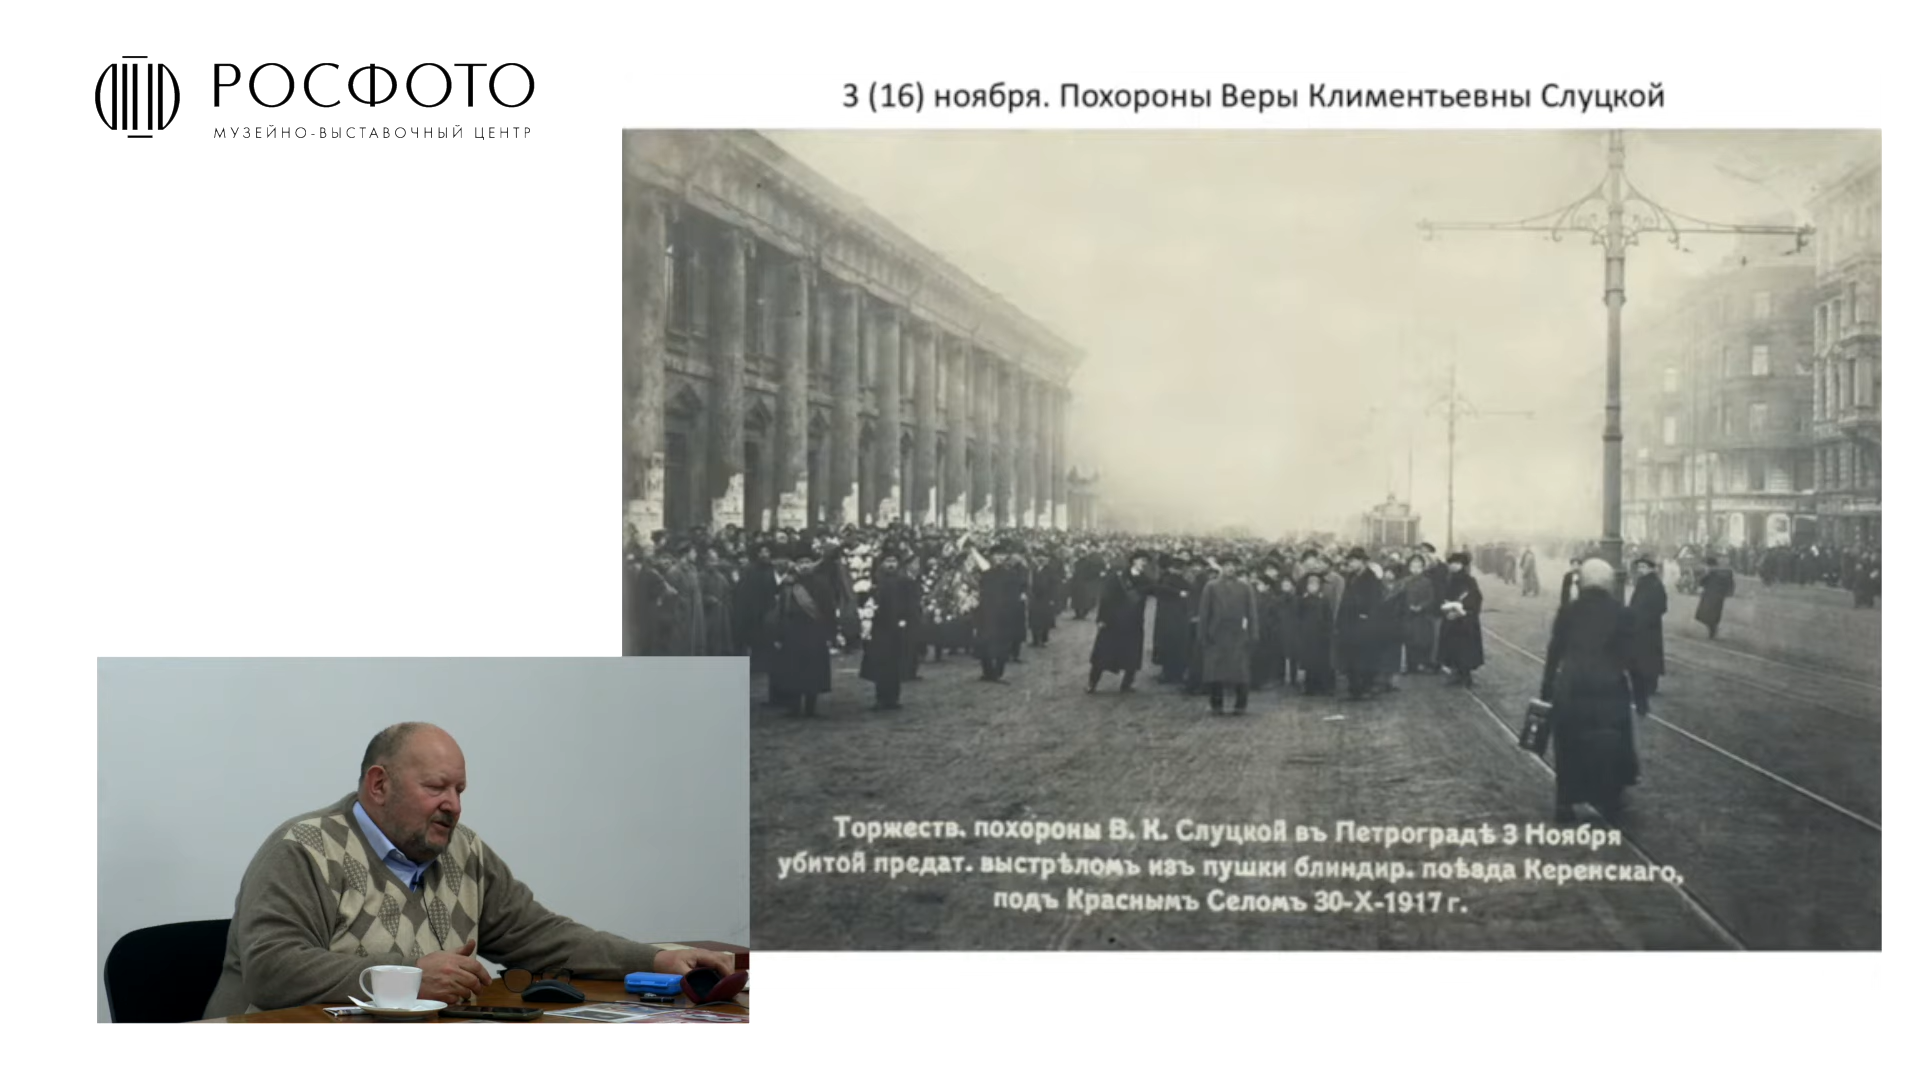 РОСФОТО
МУЗЕЙНО-ВЫСТАВОЧНЫЙ ЦЕНТР
3 (16) ноября. Похороны Веры Климентьевны Слуцкой
Торжеств. похороны В. К. Слуцкой въ Петроградѣ 3 Ноября
убитой предат. выстрѣломъ изъ пушки блиндир. поѣзда Керенскаго,
подъ Краснымъ Селомъ 30-X-1917 г.